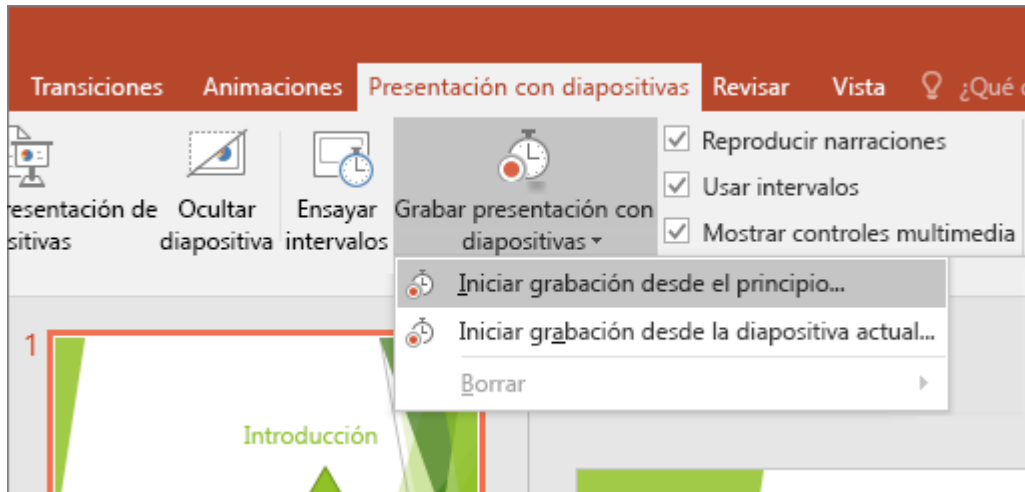 Transiciones Animaciones Presentación con diapositivas Revisar Vista ¿Qué
Reproducir narraciones
Usar intervalos
Mostrar controles multimedia
de
Ocultar
diapositiva
Ensayar
intervalos
Grabar presentación con
diapositivas
Iniciar grabación desde el principio...
Iniciar grabación desde la diapositiva actual...
Borrar
1
Introducción